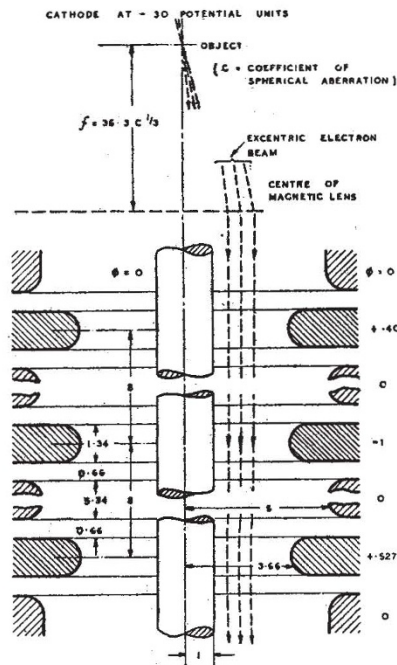 CATHODE AT - 30 POTENTIAL UNITS
OBJECT
{C = COEFFICIENT OF
SPHERICAL ABERRATION}
f = 36·3 C 1/3
EXCENTRIC ELECTRON
BEAM
CENTRE OF
MAGNETIC LENS
ϕ = 0
ϕ = 0
+·40
8
0
1·34
-1
0·66
5·34
5
0
0·66
8
3·66
+·527
0
1